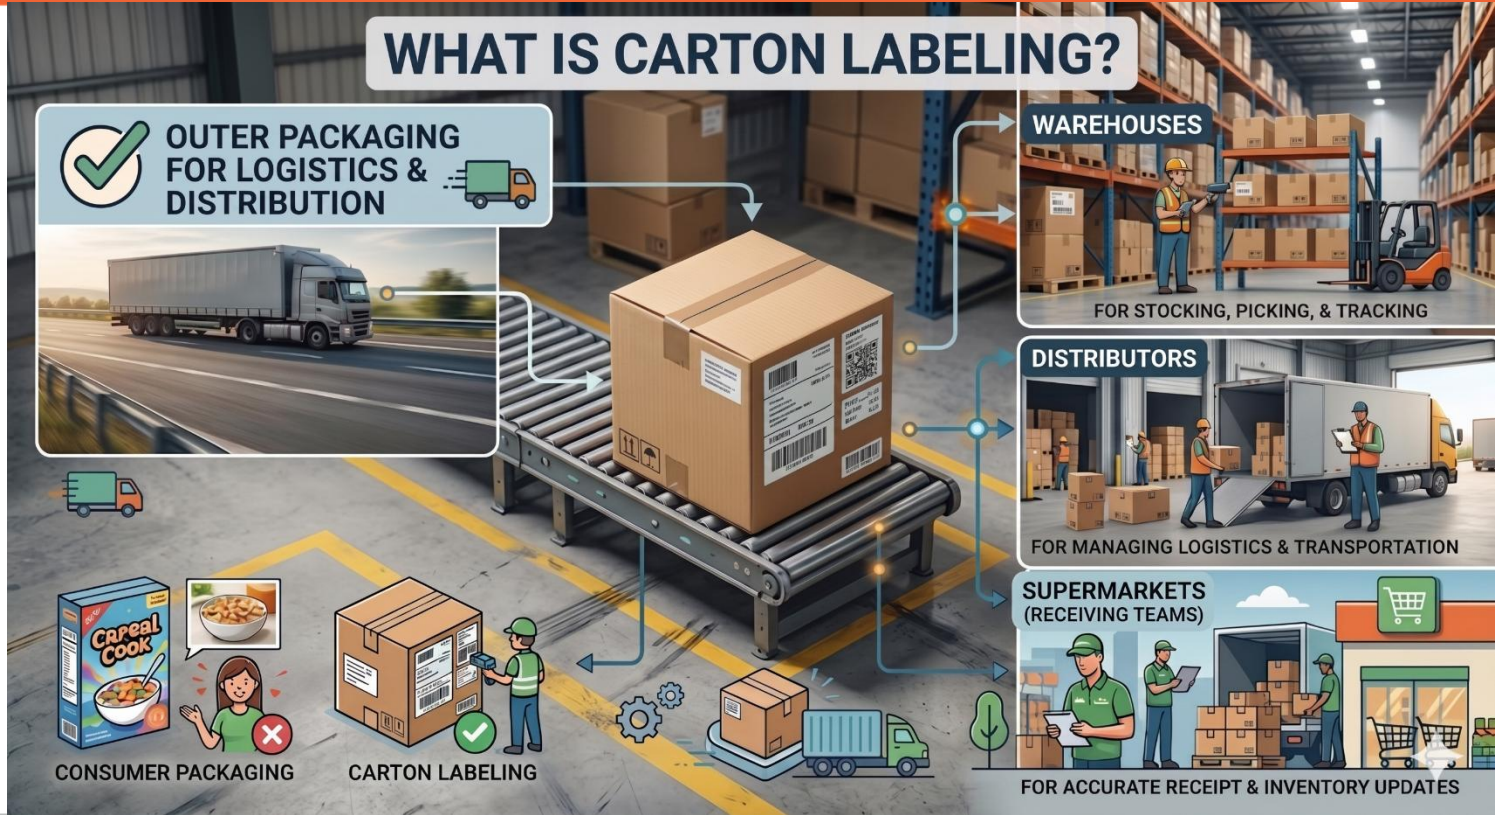 WHAT IS CARTON LABELING?
OUTER PACKAGING
FOR LOGISTICS &
DISTRIBUTION
WAREHOUSES
FOR STOCKING, PICKING, & TRACKING
DISTRIBUTORS
FOR MANAGING LOGISTICS & TRANSPORTATION
SUPERMARKETS
(RECEIVING TEAMS)
FOR ACCURATE RECEIPT & INVENTORY UPDATES
Cook
CONSUMER PACKAGING
CARTON LABELING